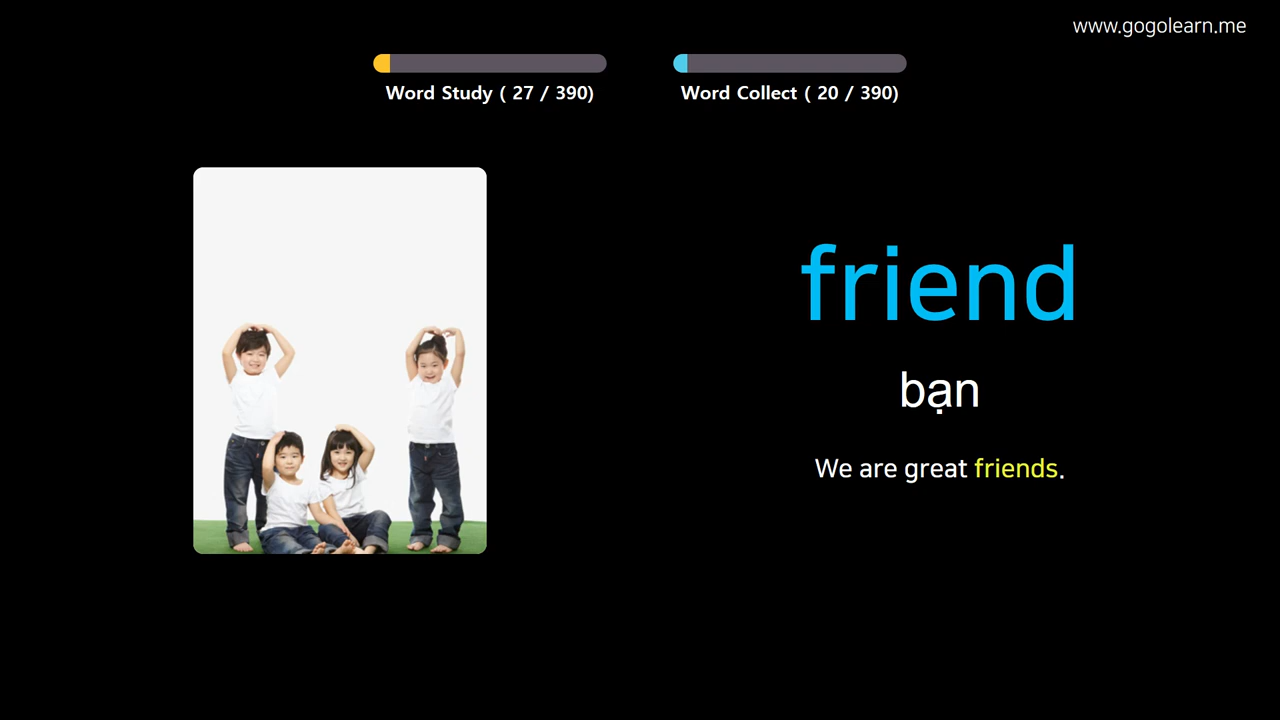 www.gogolearn.me
Word Study ( 27 / 390)
Word Collect ( 20 / 390)
friend
bạn
We are great friends.